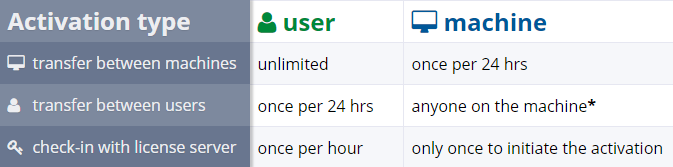 Activation type user machine
transfer between machines unlimited once per 24 hrs
transfer between users once per 24 hrs anyone on the machine*
check-in with license server once per hour only once to initiate the activation